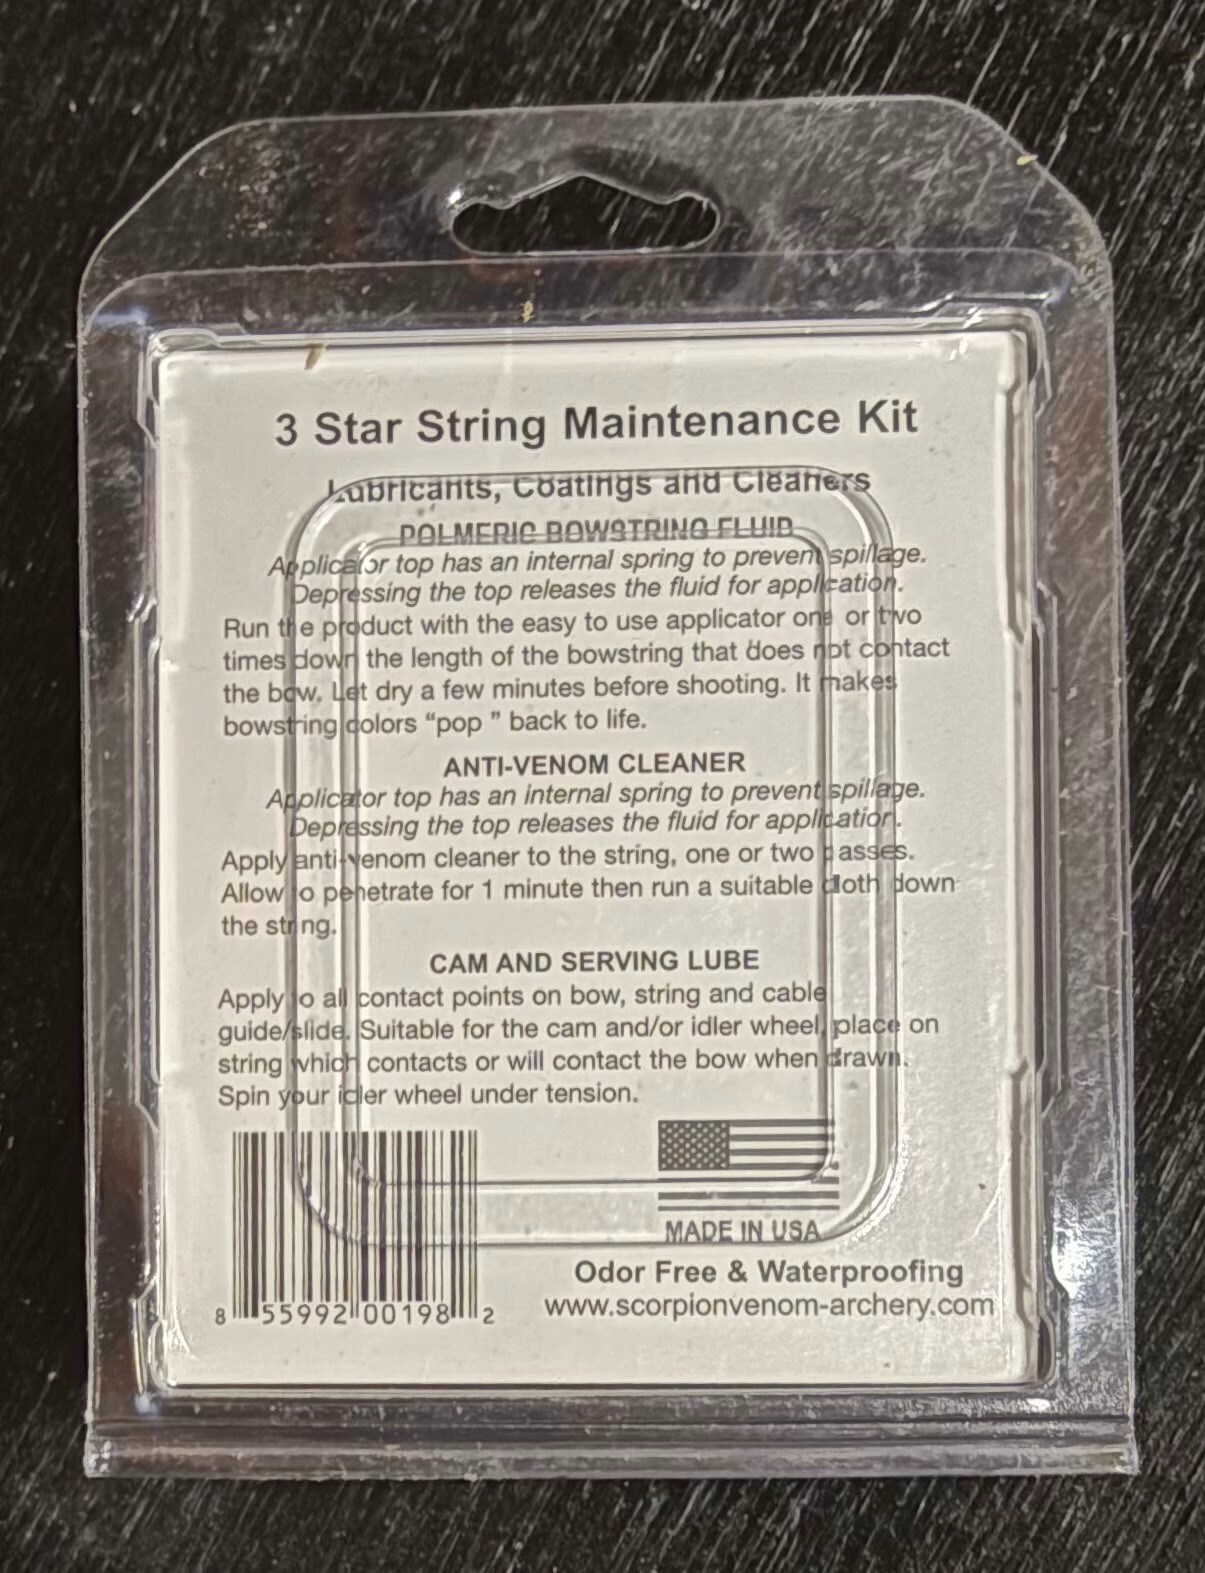 3 Star String Maintenance Kit
Lubricants, Coatings and Cleaners
POLMERIC BOWSTRING FLUID
Applicator top has an internal spring to prevent spillage.
Depressing the top releases the fluid for application.
Run the product with the easy to use applicator one or two
times down the length of the bowstring that does not contact
the bow. Let dry a few minutes before shooting. It makes
bowstring colors “pop ” back to life.
ANTI-VENOM CLEANER
Applicator top has an internal spring to prevent spillage.
Depressing the top releases the fluid for application.
Apply anti-venom cleaner to the string, one or two passes.
Allow to penetrate for 1 minute then run a suitable cloth down
the string.
CAM AND SERVING LUBE
Apply to all contact points on bow, string and cable
guide/slide. Suitable for the cam and/or idler wheel, place on
string which contacts or will contact the bow when drawn.
Spin your idler wheel under tension.
MADE IN USA
Odor Free & Waterproofing
www.scorpionvenom-archery.com
8 55992 00198 2